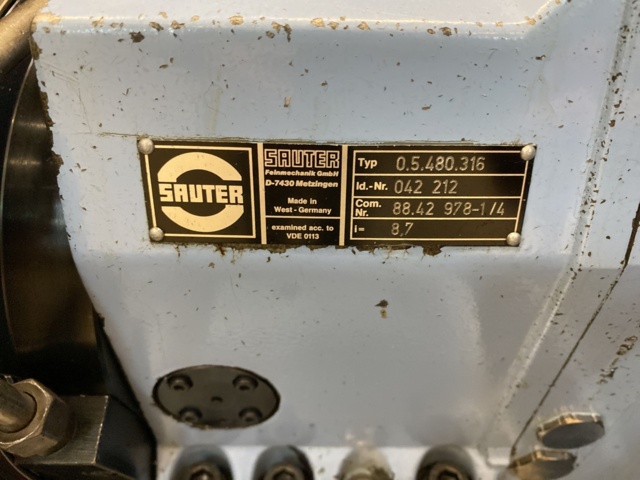 SAUTER
SAUTER
Feinmechanik GmbH
D-7430 Metzingen
Made in
West-Germany
examined acc. to
VDE 0113
Typ 0.5.480.316
Id.-Nr. 042 212
Com. Nr. 88.42 978-1/4
i= 8,7